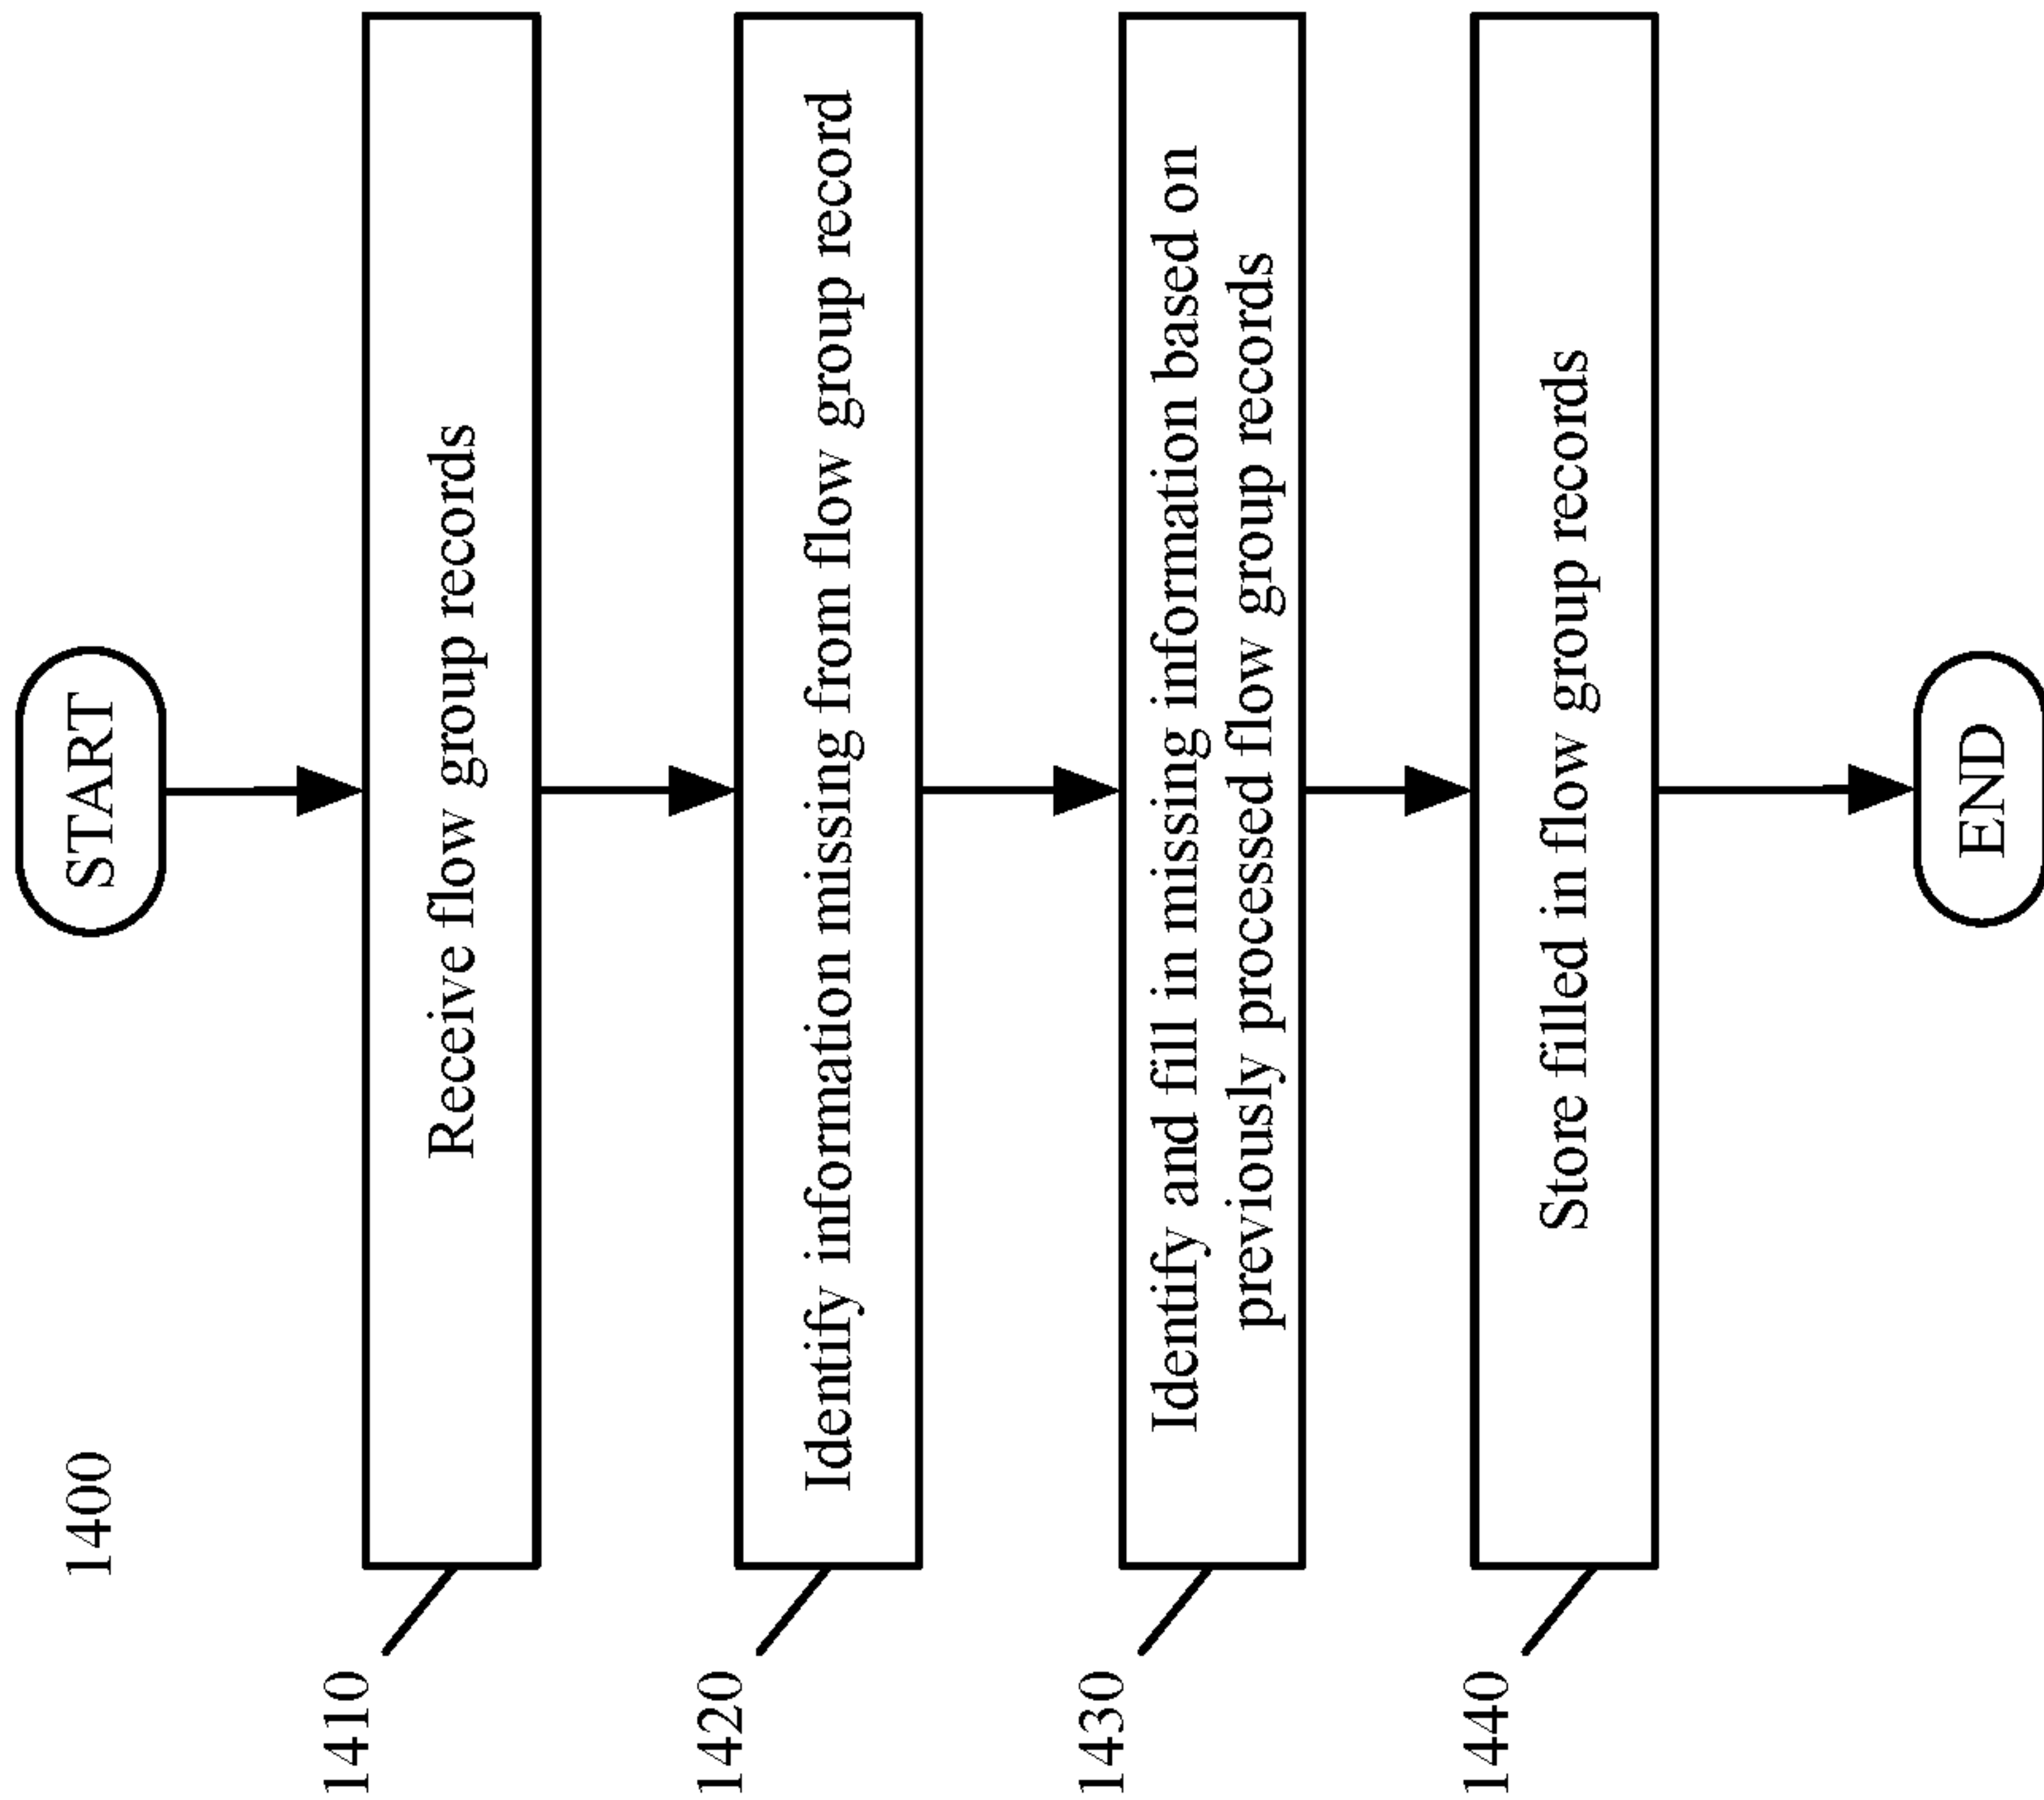 1400
START
1410
Receive flow group records
1420
Identify information missing from flow group record
1430
Identify and fill in missing information based on
previously processed flow group records
1440
Store filled in flow group records
END